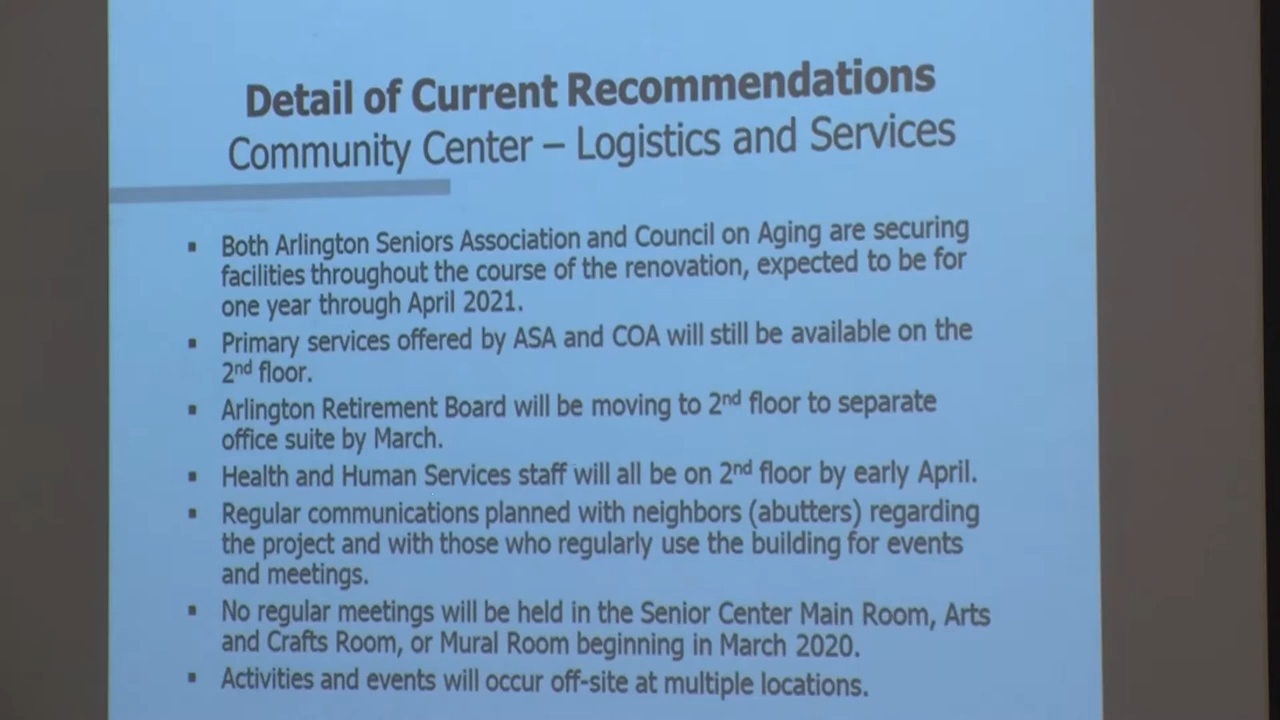 Detail of Current Recommendations
Community Center – Logistics and Services
▪ Both Arlington Seniors Association and Council on Aging are securing
facilities throughout the course of the renovation, expected to be for
one year through April 2021.
▪ Primary services offered by ASA and COA will still be available on the
2nd floor.
▪ Arlington Retirement Board will be moving to 2nd floor to separate
office suite by March.
▪ Health and Human Services staff will all be on 2nd floor by early April.
▪ Regular communications planned with neighbors (abutters) regarding
the project and with those who regularly use the building for events
and meetings.
▪ No regular meetings will be held in the Senior Center Main Room, Arts
and Crafts Room, or Mural Room beginning in March 2020.
▪ Activities and events will occur off-site at multiple locations.